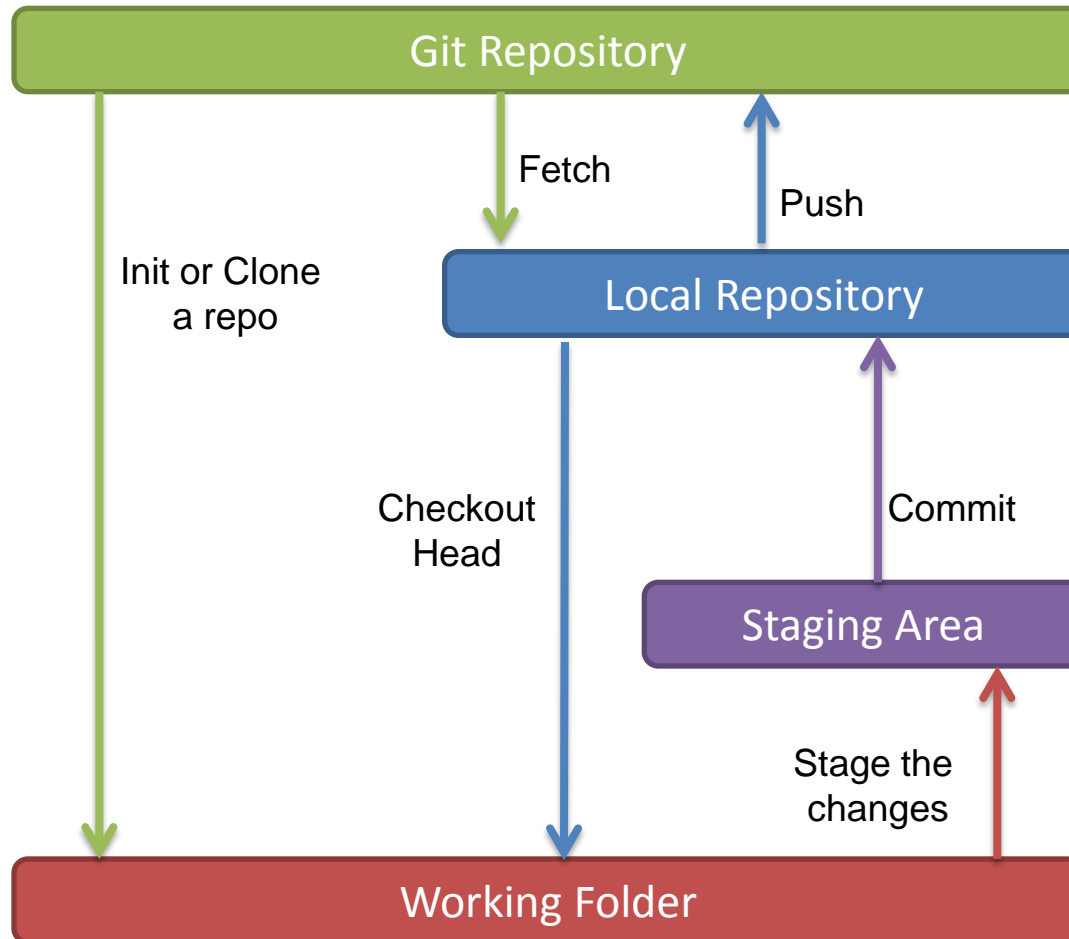 Git Repository
Fetch
Push
Init or Clone
a repo
Local Repository
Checkout
Head
Commit
Staging Area
Stage the
changes
Working Folder